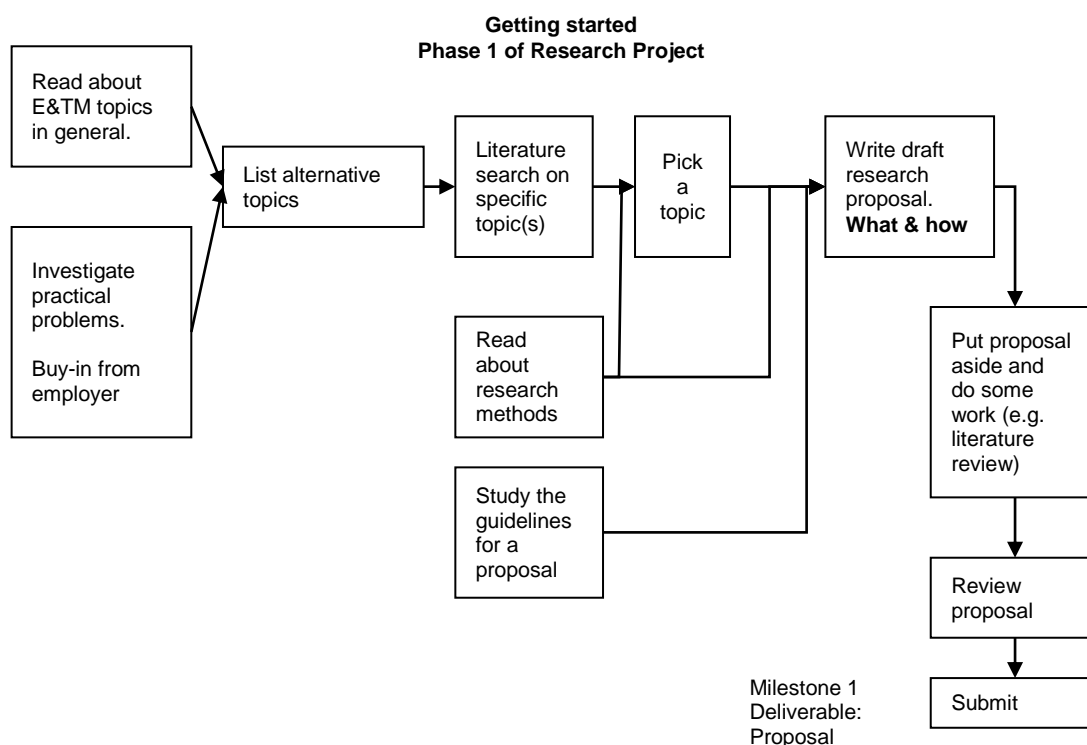 Getting started
Phase 1 of Research Project
Read about
E&TM topics
in general.
Investigate
practical
problems.
Buy-in from
employer
List alternative
topics
Literature
search on
specific
topic(s)
Read
about
research
methods
Study the
guidelines
for a
proposal
Pick
a
topic
Write draft
research
proposal.
What & how
Put proposal
aside and
do some
work (e.g.
literature
review)
Review
proposal
Submit
Milestone 1
Deliverable:
Proposal